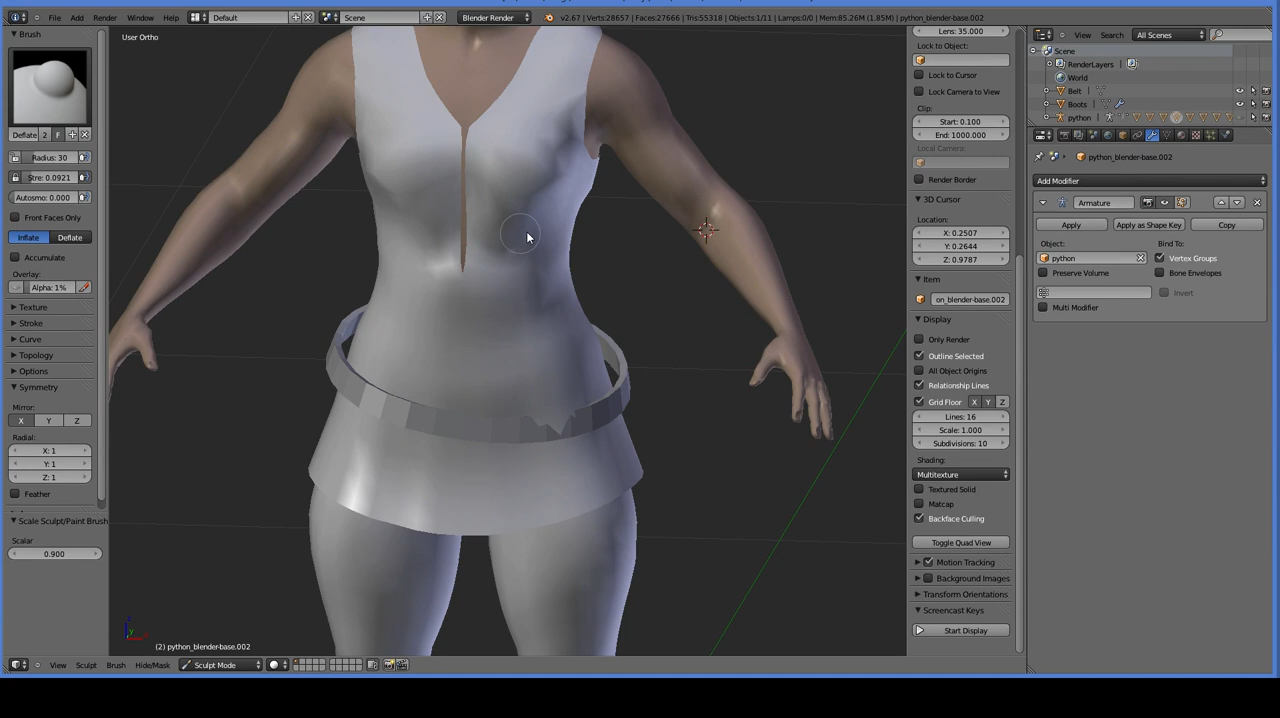 File Add Render Window Help Default Scene Blender Render v2.67 | Verts:28657 | Faces:27666 | Tris:55318 | Objects:1/11 | Lamps:0/0 | Mem:85.26M (1.85M) | python_blender-base.002
Brush
Deflate 2 F
Radius: 30
Stre: 0.0921
Autosmo: 0.000
Front Faces Only
Inflate Deflate
Accumulate
Overlay:
Alpha: 1%
Texture
Stroke
Curve
Topology
Options
Symmetry
Mirror:
X Y Z
Radial:
X: 1
Y: 1
Z: 1
Feather
Scale Sculpt/Paint Brush
Scalar
0.900
User Ortho
(2) python_blender-base.002
View Sculpt Brush Hide/Mask Sculpt Mode
Lens: 35.000
Lock to Object:
Lock to Cursor
Lock Camera to View
Clip:
Start: 0.100
End: 1000.000
Local Camera:
Render Border
3D Cursor
Location:
X: 0.2507
Y: 0.2644
Z: 0.9787
Item
on_blender-base.002
Display
Only Render
Outline Selected
All Object Origins
Relationship Lines
Grid Floor X Y Z
Lines: 16
Scale: 1.000
Subdivisions: 10
Shading:
Multitexture
Textured Solid
Matcap
Backface Culling
Toggle Quad View
Motion Tracking
Background Images
Transform Orientations
Screencast Keys
Start Display
View Search All Scenes
Scene
RenderLayers
World
Belt
Boots
python
python_blender-base.002
Add Modifier
Armature
Apply Apply as Shape Key Copy
Object: Bind To:
python Vertex Groups
Preserve Volume Bone Envelopes
Invert
Multi Modifier